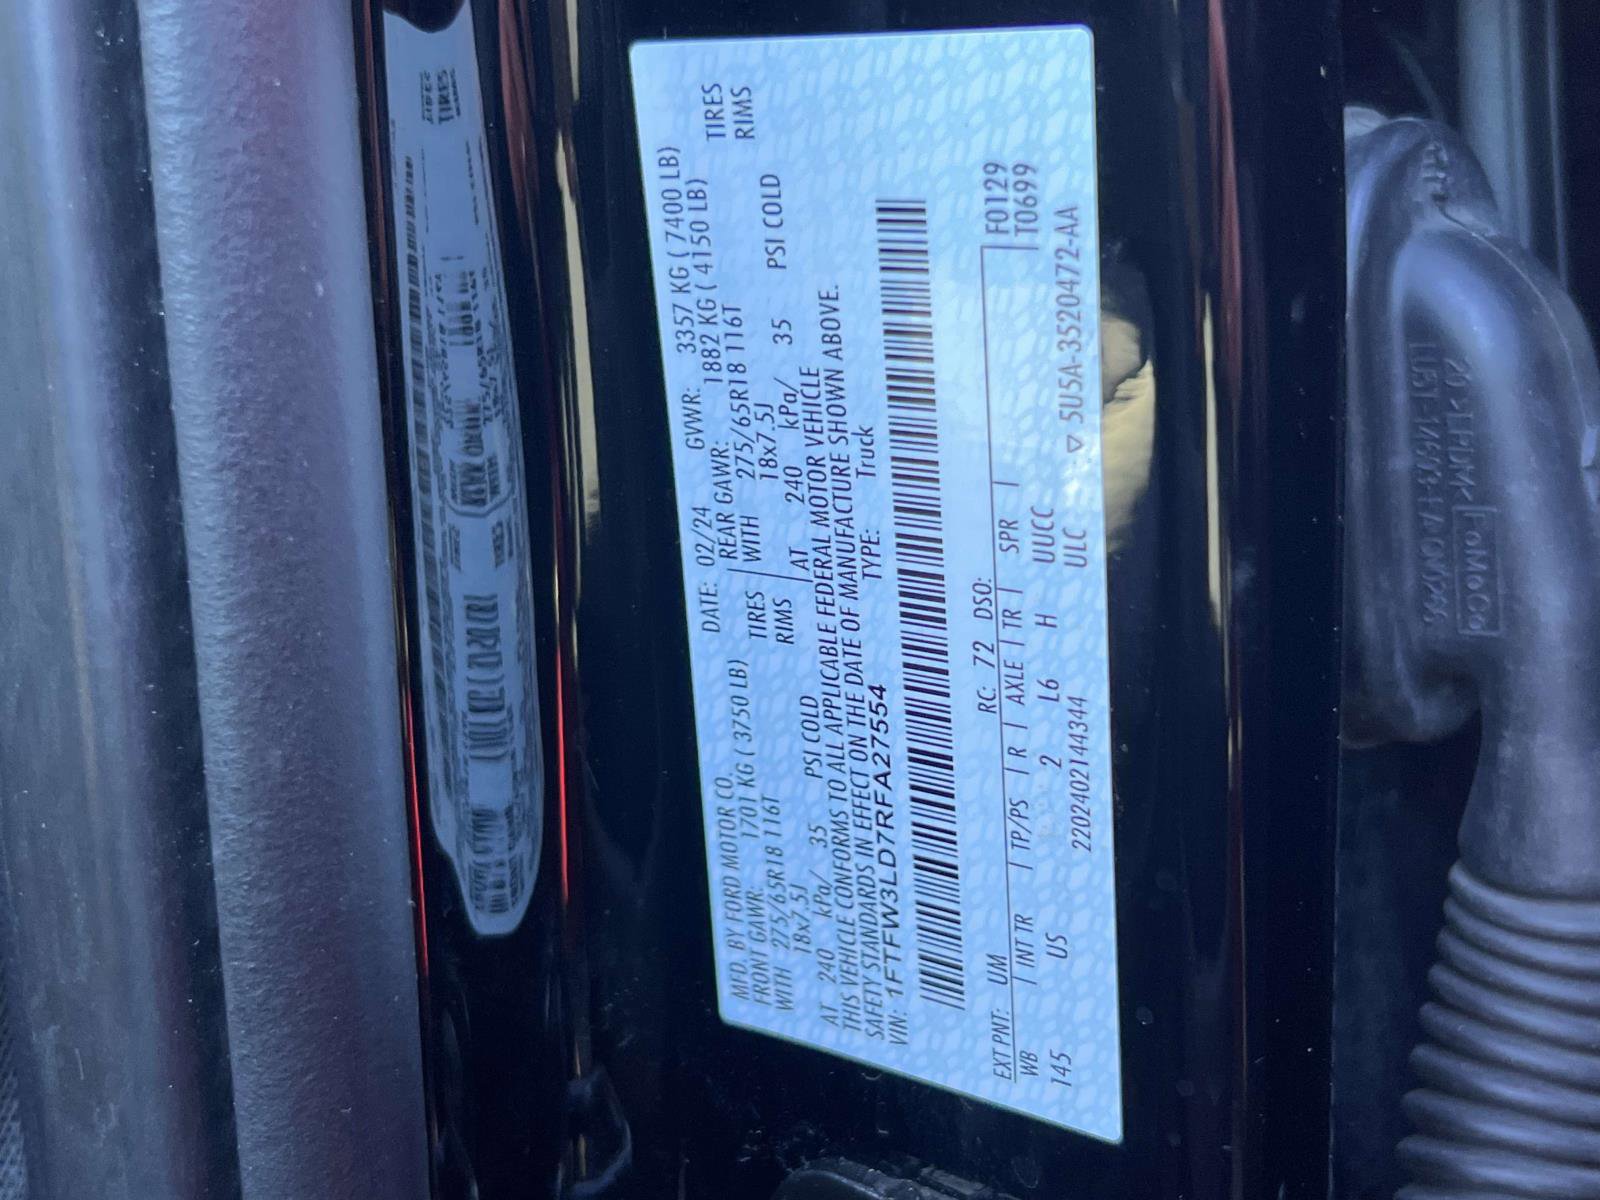 MFD. BY FORD MOTOR CO. DATE: 02/24 GVWR: 3357 KG ( 7400 LB)
FRONT GAWR: 1701 KG ( 3750 LB) REAR GAWR: 1882 KG ( 4150 LB)
WITH 275/65R18 116T TIRES WITH 275/65R18 116T TIRES
18x7.5J RIMS 18x7.5J RIMS
AT 240 kPa/ 35 PSI COLD AT 240 kPa/ 35 PSI COLD
THIS VEHICLE CONFORMS TO ALL APPLICABLE FEDERAL MOTOR VEHICLE
SAFETY STANDARDS IN EFFECT ON THE DATE OF MANUFACTURE SHOWN ABOVE.
VIN: 1FTFW3LD7RFA27554 TYPE: Truck
EXT PNT: UM RC: 72 DSO: F0129
WB INT TR TP/PS R AXLE TR SPR T0699
145 US 2 L6 H UUCC
220240214434​4 ULC ▽ 5U5A-3520472-AA
20 >EPDM< FoMoCo